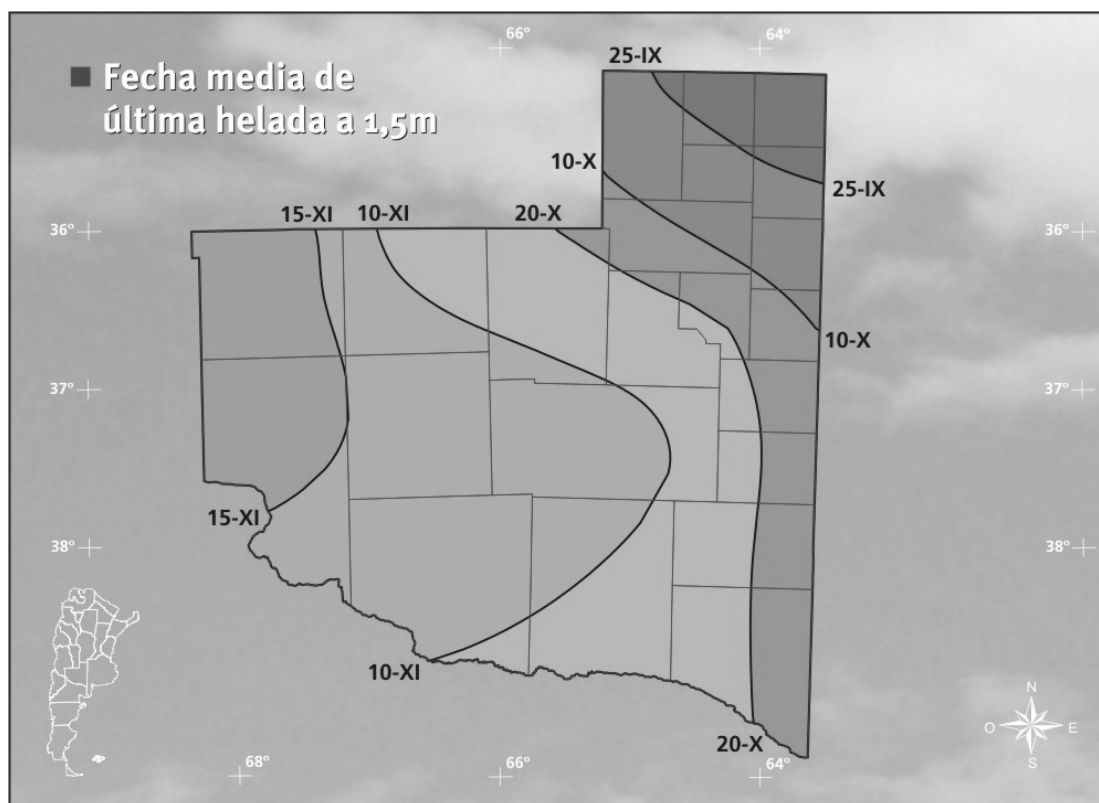 66°
64°
Fecha media de
última helada a 1,5m
25-IX
10-X
25-IX
15-XI
10-XI
20-X
36°
36°
10-X
37°
37°
15-XI
38°
38°
10-XI
N
O
E
S
20-X
68°
66°
64°